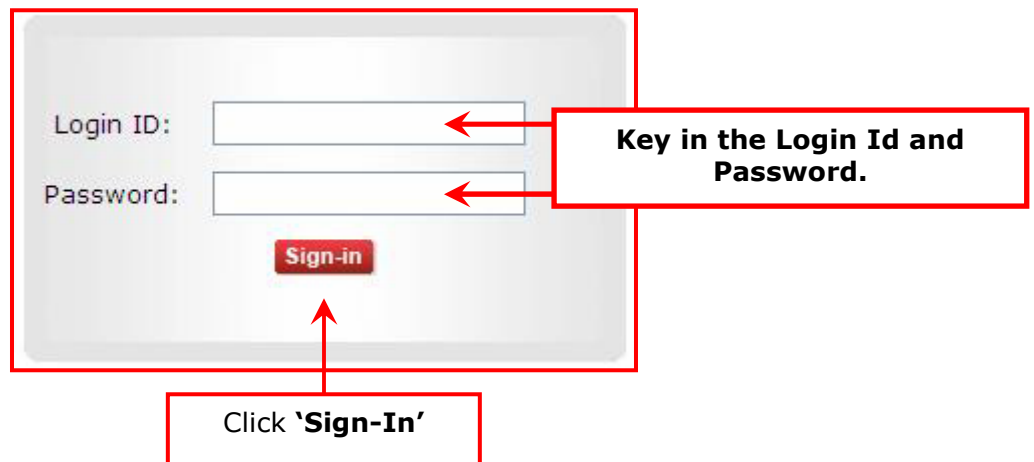 Login ID:
Key in the Login Id and
Password.
Password:
Sign-in
Click ‘Sign-In’